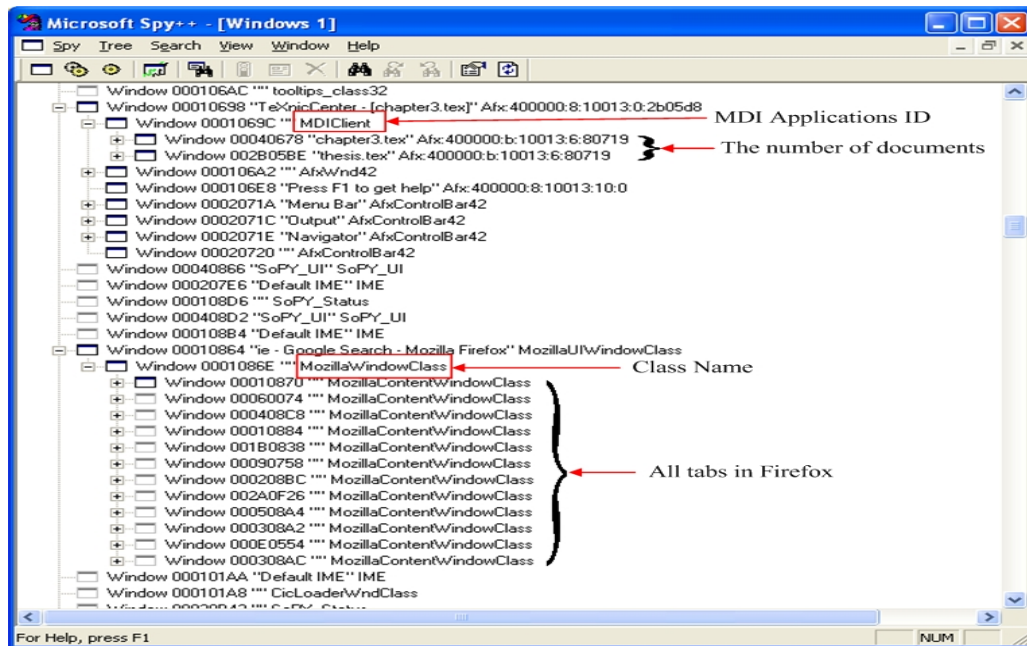 Microsoft Spy++ - [Windows 1]
Spy Tree Search View Window Help
Window 000106AC "" tooltips_class32
Window 00010698 "TeXnicCenter - [chapter3.tex]" Afx:400000:8:10013:0:2b05d8
Window 0001069C "" MDIClient
MDI Applications ID
Window 00040678 "chapter3.tex" Afx:400000:b:10013:6:80719
Window 002B05BE "thesis.tex" Afx:400000:b:10013:6:80719
The number of documents
Window 000106A2 "" AfxWnd42
Window 000106E8 "Press F1 to get help" Afx:400000:8:10013:10:0
Window 0002071A "Menu Bar" AfxControlBar42
Window 0002071C "Output" AfxControlBar42
Window 0002071E "Navigator" AfxControlBar42
Window 00020720 "" AfxControlBar42
Window 00040866 "SoPY_UI" SoPY_UI
Window 000207E6 "Default IME" IME
Window 000108D6 "" SoPY_Status
Window 000408D2 "SoPY_UI" SoPY_UI
Window 000108B4 "Default IME" IME
Window 00010864 "ie - Google Search - Mozilla Firefox" MozillaUIWindowClass
Window 0001086E "" MozillaWindowClass
Class Name
Window 00010870 "" MozillaContentWindowClass
Window 00060074 "" MozillaContentWindowClass
Window 000408C8 "" MozillaContentWindowClass
Window 00010884 "" MozillaContentWindowClass
Window 001B0838 "" MozillaContentWindowClass
Window 00090758 "" MozillaContentWindowClass
Window 000208BC "" MozillaContentWindowClass
All tabs in Firefox
Window 002A0F26 "" MozillaContentWindowClass
Window 000508A4 "" MozillaContentWindowClass
Window 000308A2 "" MozillaContentWindowClass
Window 000E0554 "" MozillaContentWindowClass
Window 000308AC "" MozillaContentWindowClass
Window 000101AA "Default IME" IME
Window 000101A8 "" CicLoaderWndClass
For Help, press F1
NUM